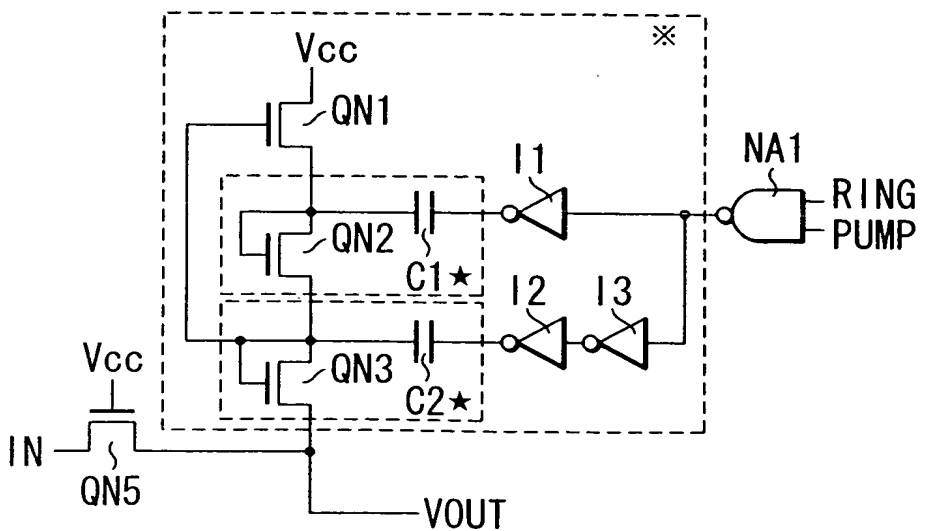 ※
Vcc
QN1
NA1
I1
RING
PUMP
QN2
C1★
I2
I3
Vcc
QN3
C2★
IN
QN5
VOUT